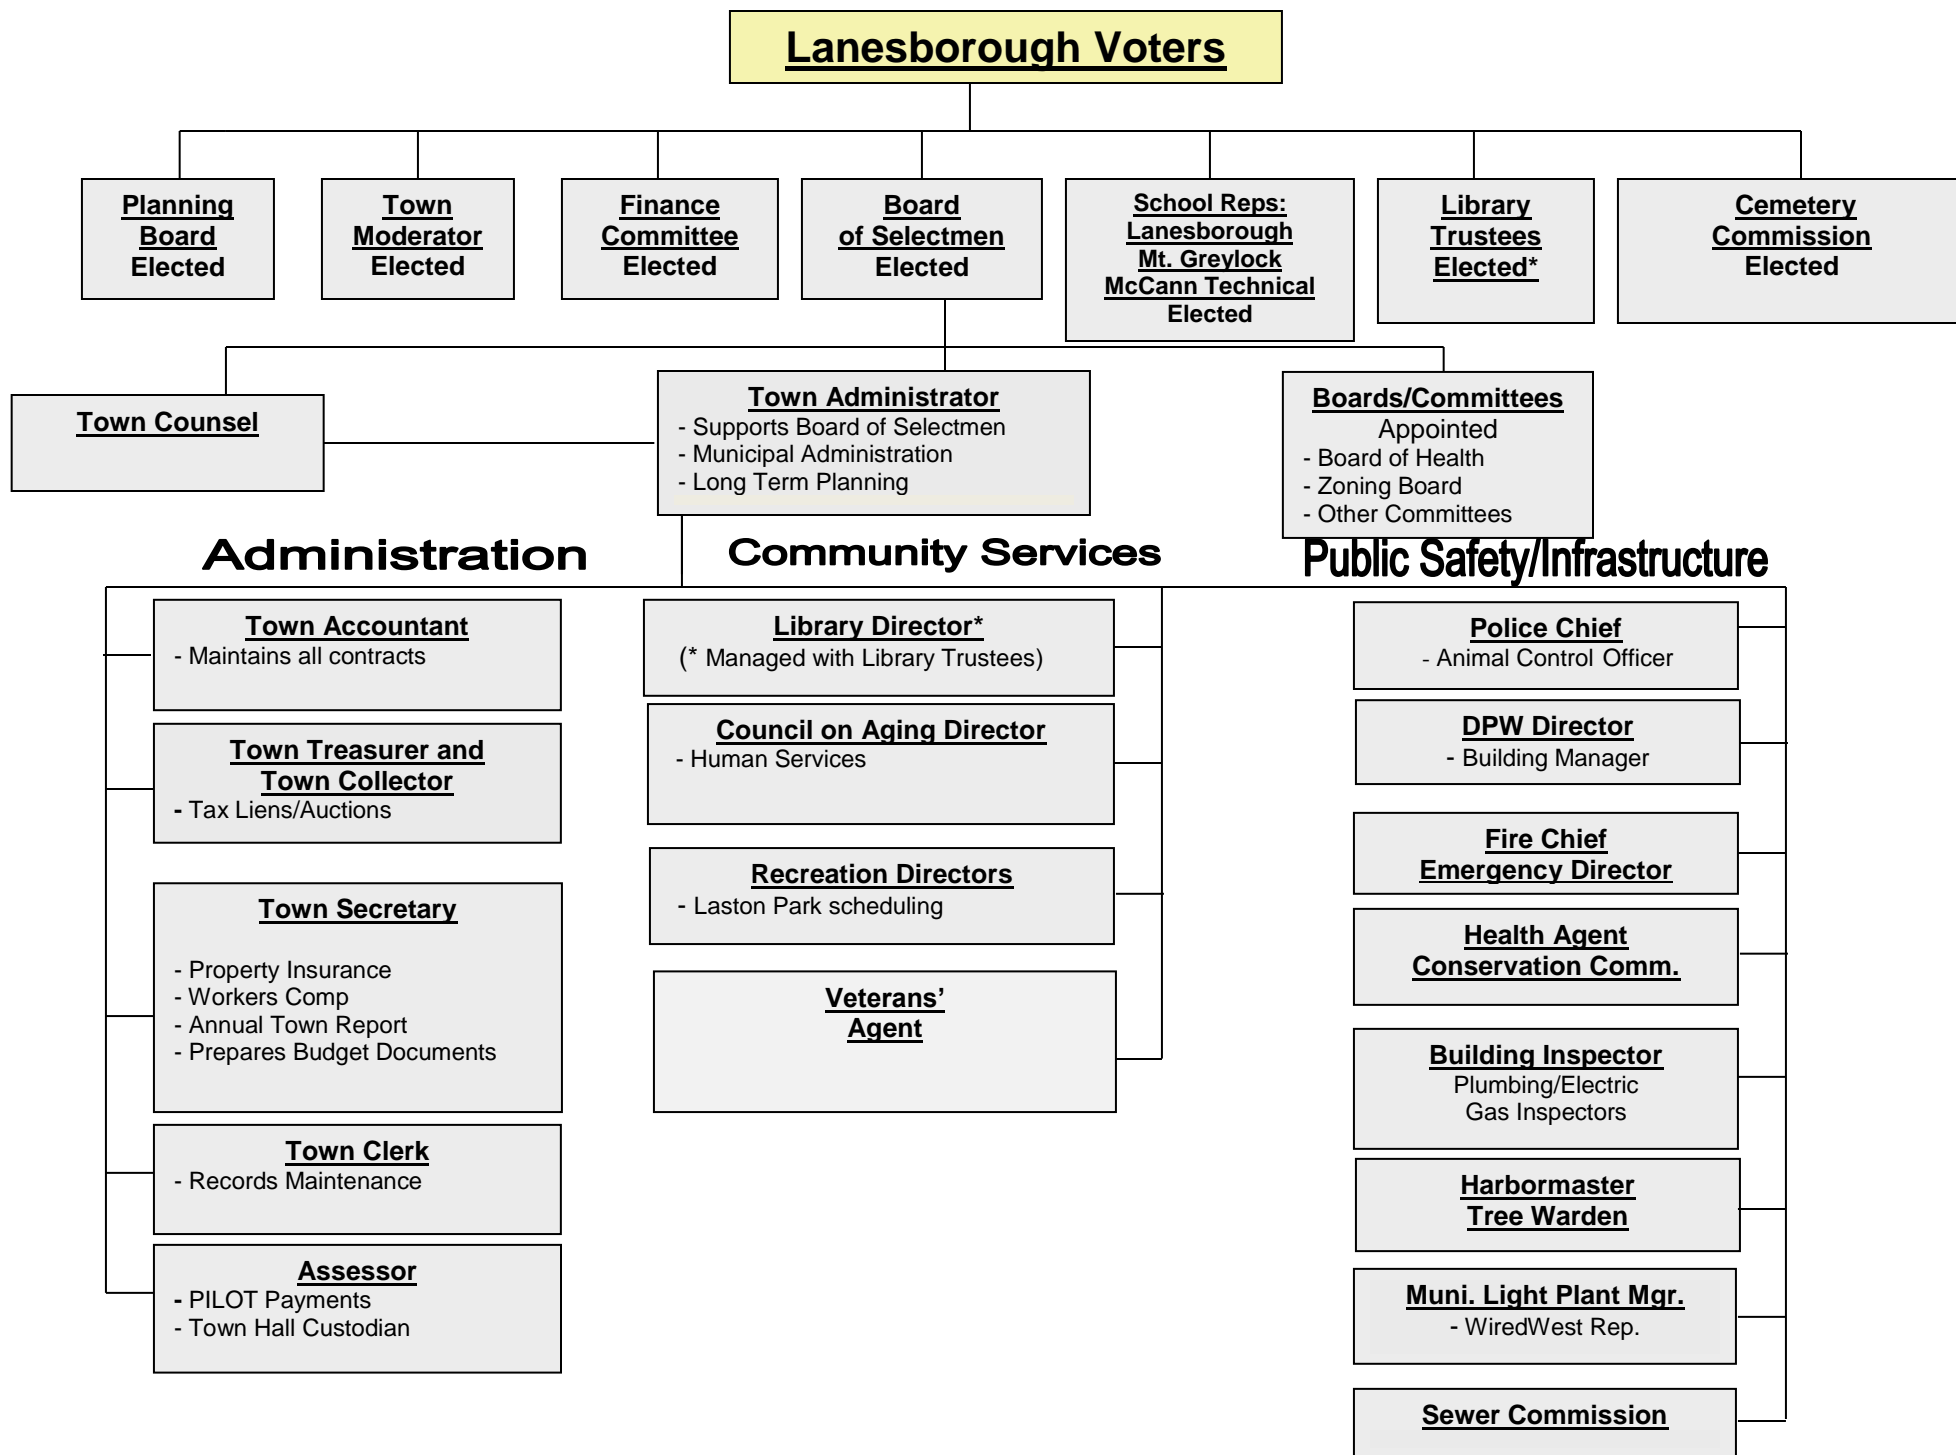 Lanesborough Voters
Planning
Board
Elected
Town
Moderator
Elected
Finance
Committee
Elected
Board
of Selectmen
Elected
School Reps:
Lanesborough
Mt. Greylock
McCann Technical
Elected
Library
Trustees
Elected*
Cemetery
Commission
Elected
Town Counsel
Town Administrator
- Supports Board of Selectmen
- Municipal Administration
- Long Term Planning
Boards/Committees
Appointed
- Board of Health
- Zoning Board
- Other Committees
Administration
Town Accountant
- Maintains all contracts
Town Treasurer and
Town Collector
- Tax Liens/Auctions
Town Secretary
- Property Insurance
- Workers Comp
- Annual Town Report
- Prepares Budget Documents
Town Clerk
- Records Maintenance
Assessor
- PILOT Payments
- Town Hall Custodian
Community Services
Library Director*
(* Managed with Library Trustees)
Council on Aging Director
- Human Services
Recreation Directors
- Laston Park scheduling
Veterans’
Agent
Public Safety/Infrastructure
Police Chief
- Animal Control Officer
DPW Director
- Building Manager
Fire Chief
Emergency Director
Health Agent
Conservation Comm.
Building Inspector
Plumbing/Electric
Gas Inspectors
Harbormaster
Tree Warden
Muni. Light Plant Mgr.
- WiredWest Rep.
Sewer Commission